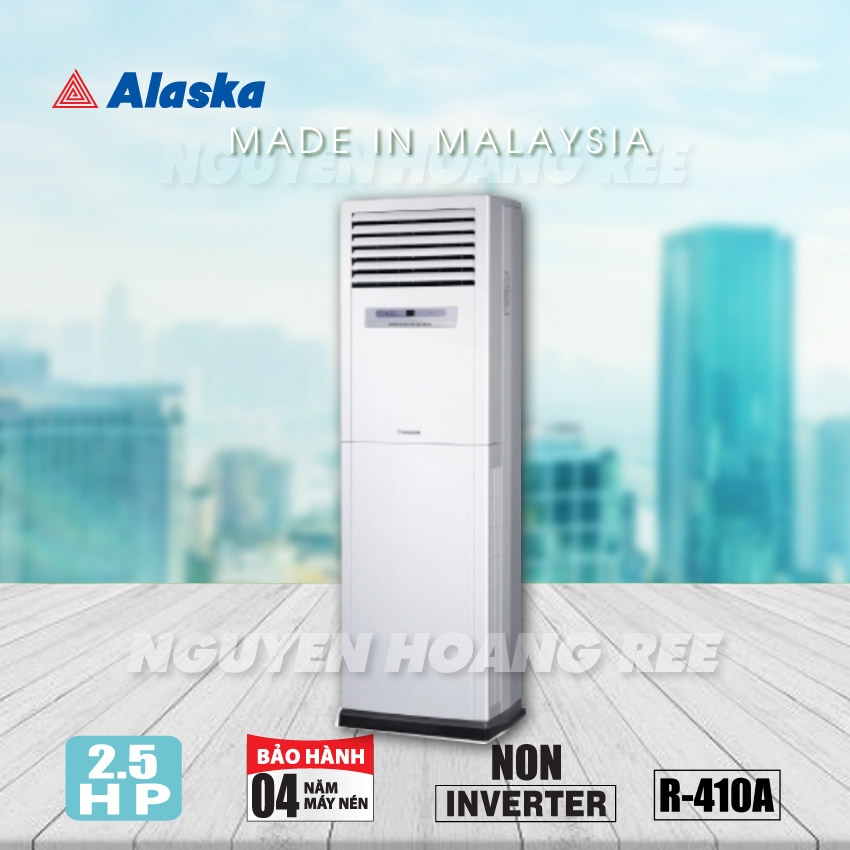 Alaska
MADE IN MALAYSIA
NGUYEN HOANG REE
NGUYEN HOANG REE
2.5
HP
BẢO HÀNH
04 NĂM
MÁY NÉN
NON
INVERTER
R-410A